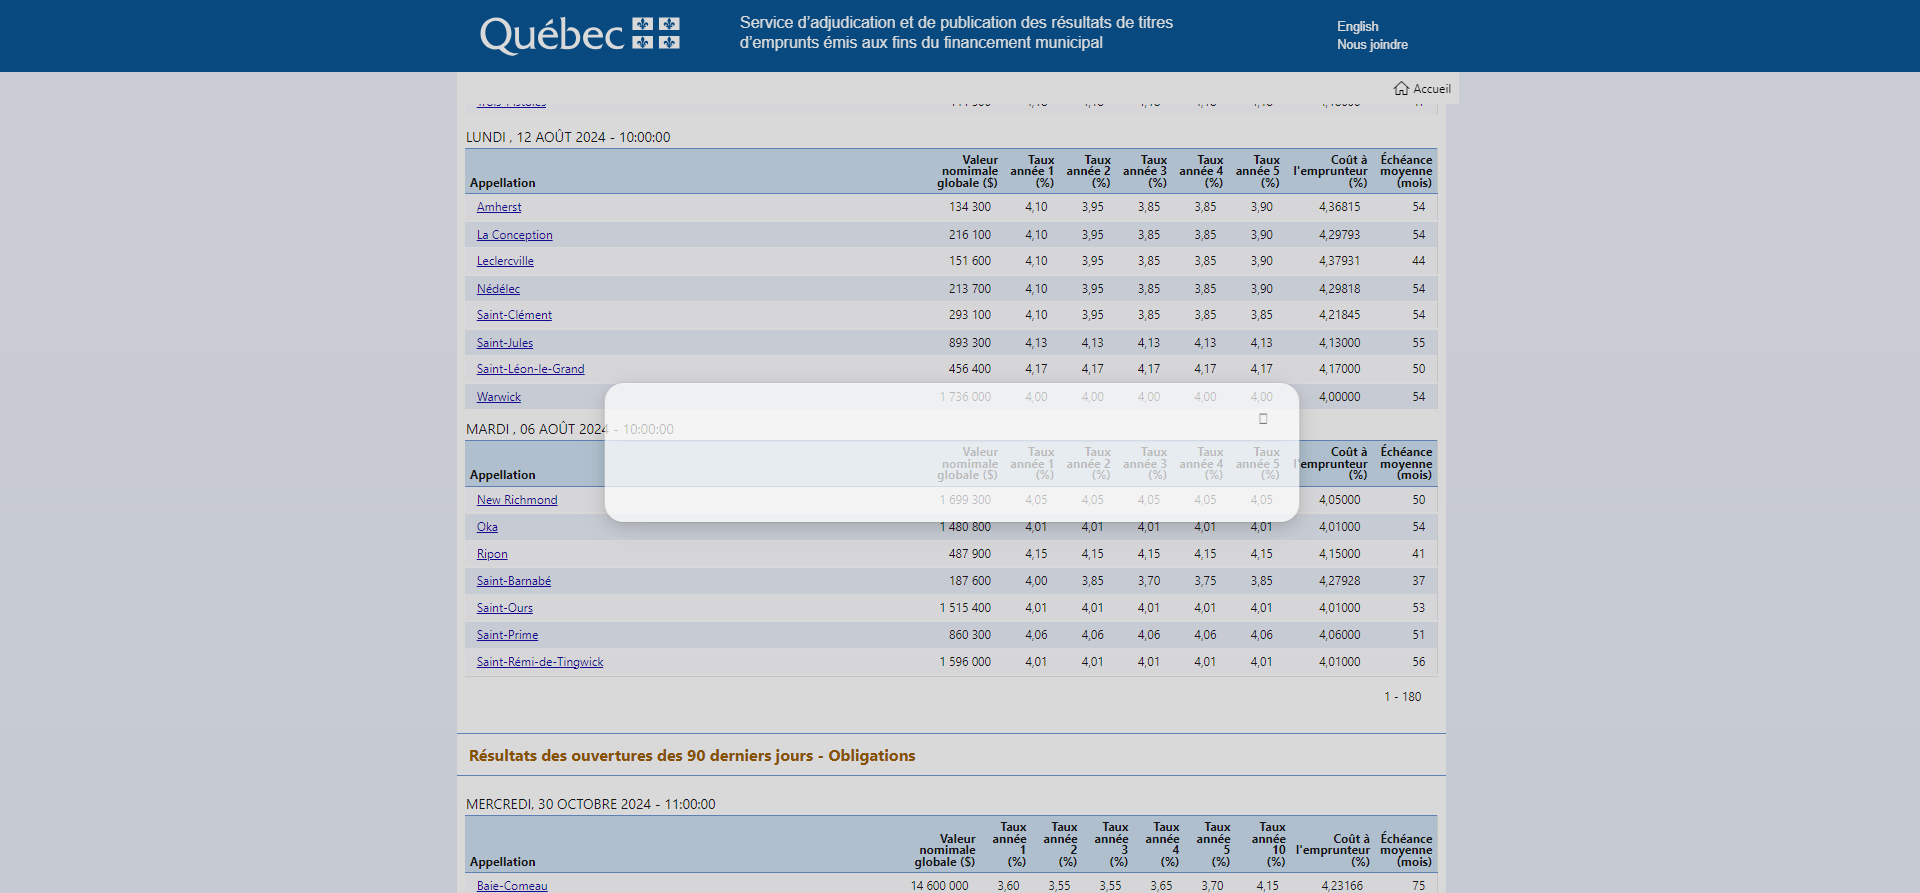 Québec
Service d'adjudication et de publication des résultats de titres
d'emprunts émis aux fins du financement municipal
English
Nous joindre
Accueil
LUNDI , 12 AOÛT 2024 - 10:00:00
Appellation Valeur nomimale globale ($) Taux année 1 (%) Taux année 2 (%) Taux année 3 (%) Taux année 4 (%) Taux année 5 (%) Coût à l'emprunteur (%) Échéance moyenne (mois)
Amherst 134 300 4,10 3,95 3,85 3,85 3,90 4,36815 54
La Conception 216 100 4,10 3,95 3,85 3,85 3,90 4,29793 54
Leclercville 151 600 4,10 3,95 3,85 3,85 3,90 4,37931 44
Nédélec 213 700 4,10 3,95 3,85 3,85 3,90 4,29818 54
Saint-Clément 293 100 4,10 3,95 3,85 3,85 3,85 4,21845 54
Saint-Jules 893 300 4,13 4,13 4,13 4,13 4,13 4,13000 55
Saint-Léon-le-Grand 456 400 4,17 4,17 4,17 4,17 4,17 4,17000 50
Warwick 1 736 000 4,00 4,00 4,00 4,00 4,00 4,00000 54
MARDI , 06 AOÛT 2024 - 10:00:00
Appellation Valeur nomimale globale ($) Taux année 1 (%) Taux année 2 (%) Taux année 3 (%) Taux année 4 (%) Taux année 5 (%) Coût à l'emprunteur (%) Échéance moyenne (mois)
New Richmond 1 699 300 4,05 4,05 4,05 4,05 4,05 4,05000 50
Oka 1 480 800 4,01 4,01 4,01 4,01 4,01 4,01000 54
Ripon 487 900 4,15 4,15 4,15 4,15 4,15 4,15000 41
Saint-Barnabé 187 600 4,00 3,85 3,70 3,75 3,85 4,27928 37
Saint-Ours 1 515 400 4,01 4,01 4,01 4,01 4,01 4,01000 53
Saint-Prime 860 300 4,06 4,06 4,06 4,06 4,06 4,06000 51
Saint-Rémi-de-Tingwick 1 596 000 4,01 4,01 4,01 4,01 4,01 4,01000 56
1 - 180
Résultats des ouvertures des 90 derniers jours - Obligations
MERCREDI, 30 OCTOBRE 2024 - 11:00:00
Appellation Valeur nomimale globale ($) Taux année 1 (%) Taux année 2 (%) Taux année 3 (%) Taux année 4 (%) Taux année 5 (%) Taux année 10 (%) Coût à l'emprunteur (%) Échéance moyenne (mois)
Baie-Comeau 14 600 000 3,60 3,55 3,55 3,65 3,70 4,15 4,23166 75